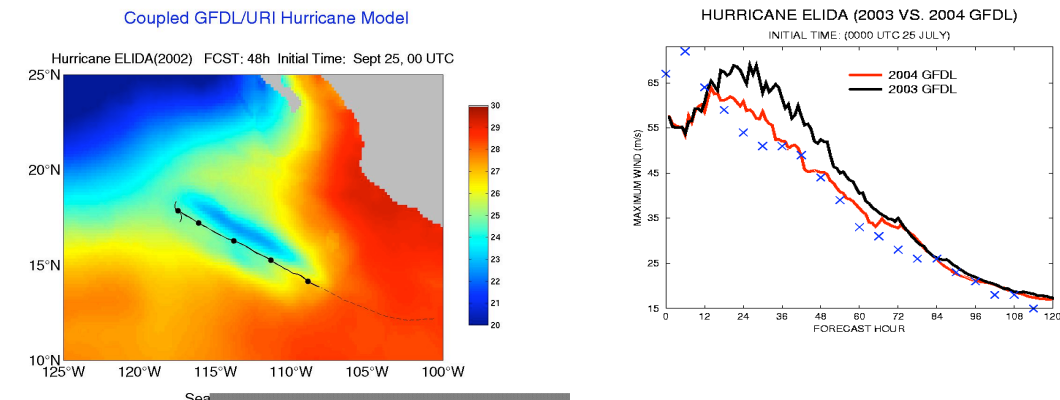 Coupled GFDL/URI Hurricane Model
Hurricane ELIDA(2002) FCST: 48h Initial Time: Sept 25, 00 UTC
25°N
20°N
15°N
10°N
125°W 120°W 115°W 110°W 105°W 100°W
30
29
28
27
26
25
24
23
22
21
20
Sea
HURRICANE ELIDA (2003 VS. 2004 GFDL)
INITIAL TIME: (0000 UTC 25 JULY)
2004 GFDL
2003 GFDL
MAXIMUM WIND (m/s)
65
55
45
35
25
15
0 12 24 36 48 60 72 84 96 108 120
FORECAST HOUR